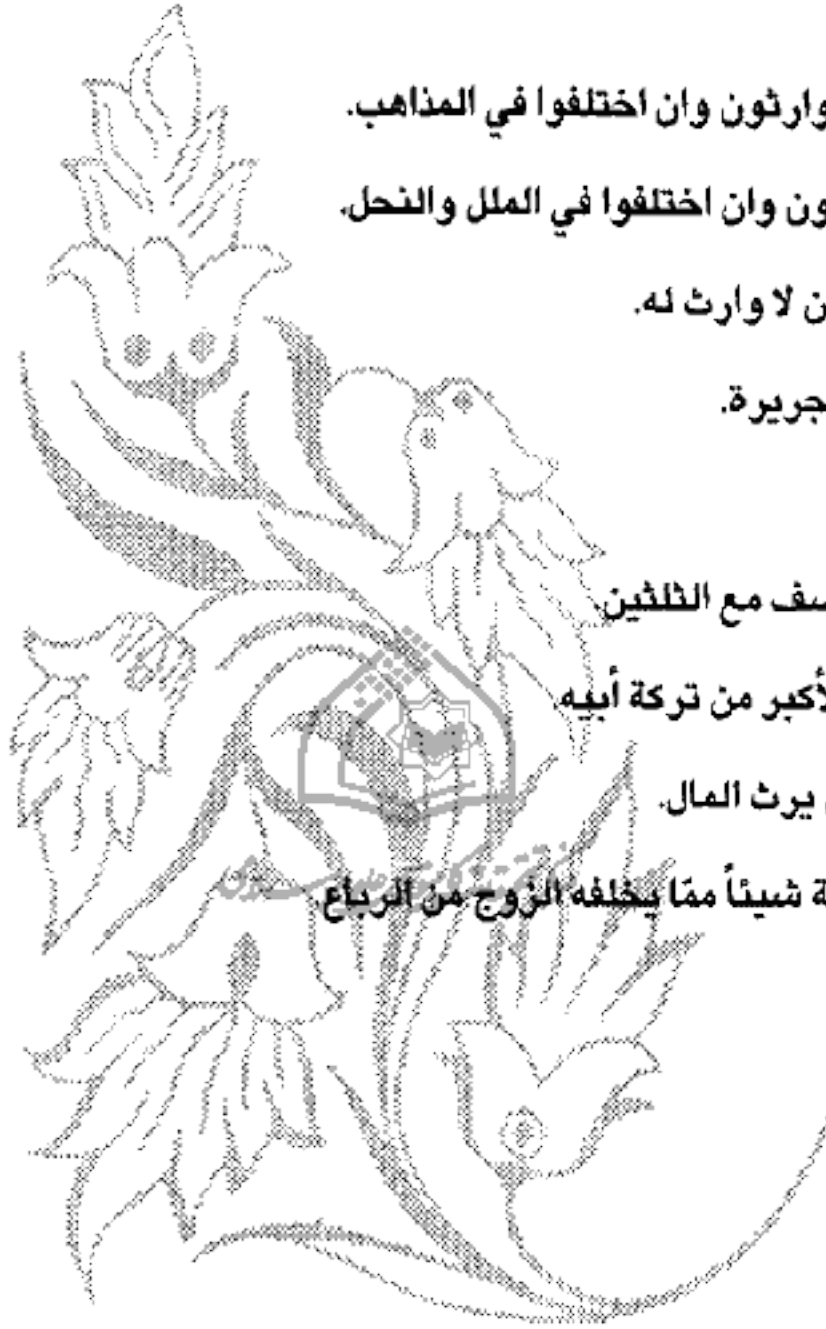 وارثون وان اختلفوا في المذاهب.
ون وان اختلفوا في الملل والنحل.
ن لا وارث له.
جريرة.
سف مع الثلثين.
لأكبر من تركة أبيه.
يرث المال.
ة شيئاً ممّا يخلفه الزوج من الرباع.